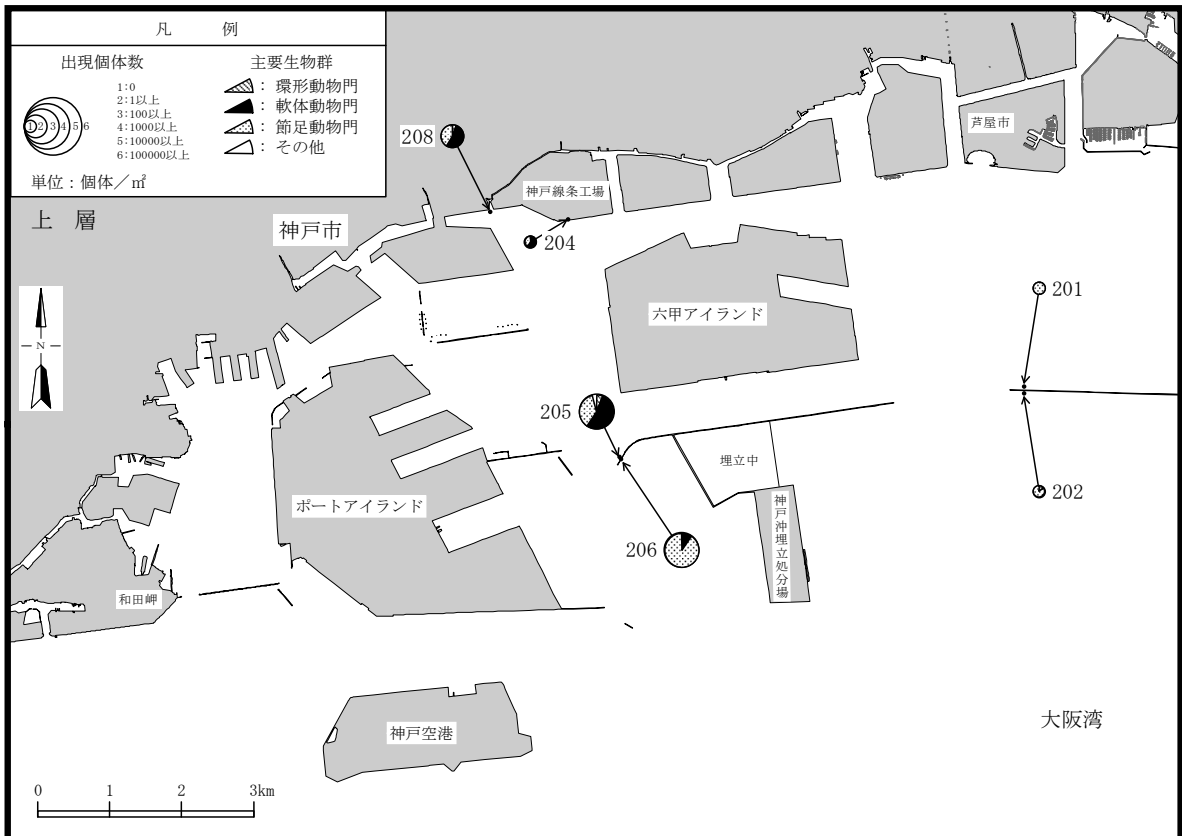 凡 例
出現個体数
1:0
2:1以上
3:100以上
4:1000以上
5:10000以上
6:100000以上
1 2 3 4 5 6
単位：個体／㎡
主要生物群
：環形動物門
：軟体動物門
：節足動物門
：その他
上 層
208
神戸市
神戸線条工場
204
芦屋市
N
六甲アイランド
201
205
埋立中
202
ポートアイランド
206
神戸沖埋立処分場
和田岬
神戸空港
大阪湾
0 1 2 3km